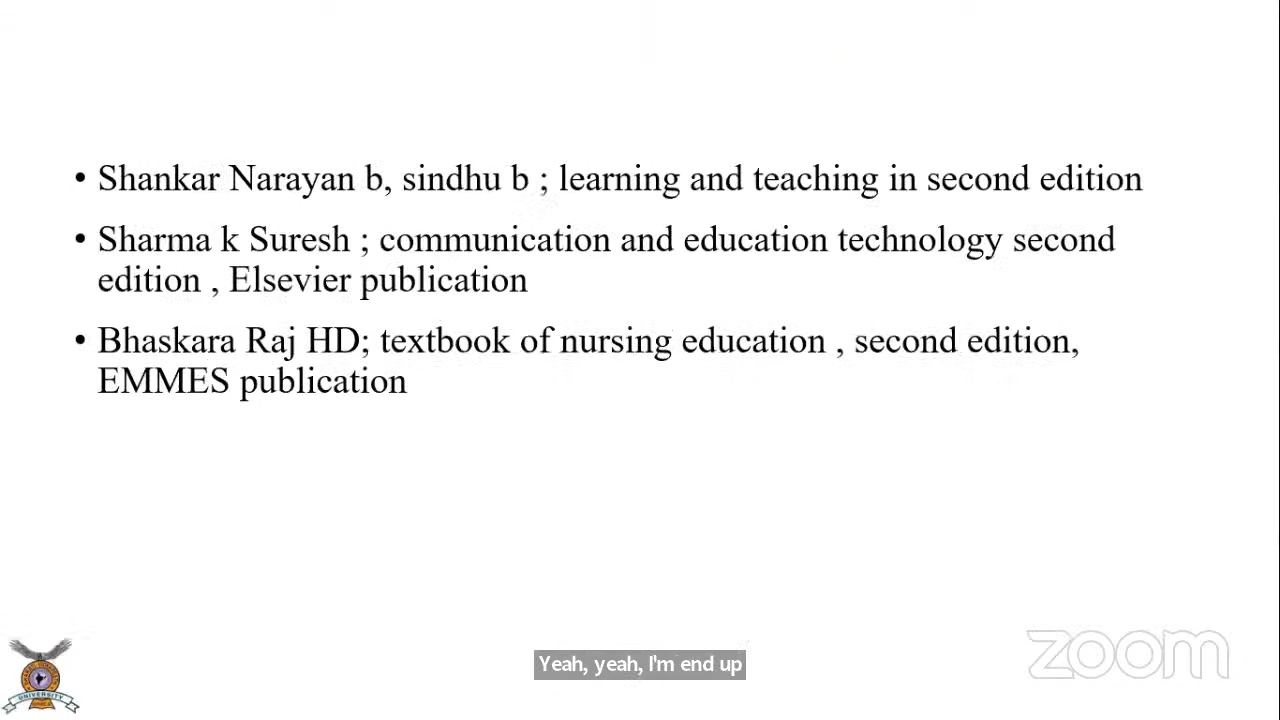 • Shankar Narayan b, sindhu b ; learning and teaching in second edition
• Sharma k Suresh ; communication and education technology second
edition , Elsevier publication
• Bhaskara Raj HD; textbook of nursing education , second edition,
EMMES publication
Yeah, yeah, I'm end up
zoom
UNIVERSITY